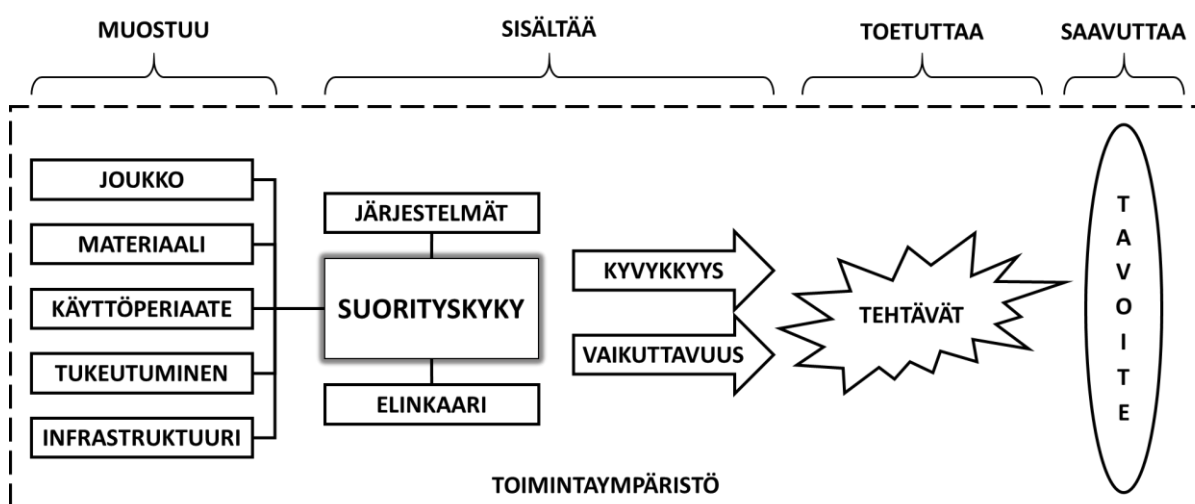 MUOSTUU
SISÄLTÄÄ
TOETUTTAA
SAAVUTTAA
JOUKKO
MATERIAALI
KÄYTTÖPERIAATE
TUKEUTUMINEN
INFRASTRUKTUURI
JÄRJESTELMÄT
SUORITYSKYKY
ELINKAARI
KYVYKKYYS
VAIKUTTAVUUS
TEHTÄVÄT
T
A
V
O
I
T
E
TOIMINTAYMPÄRISTÖ